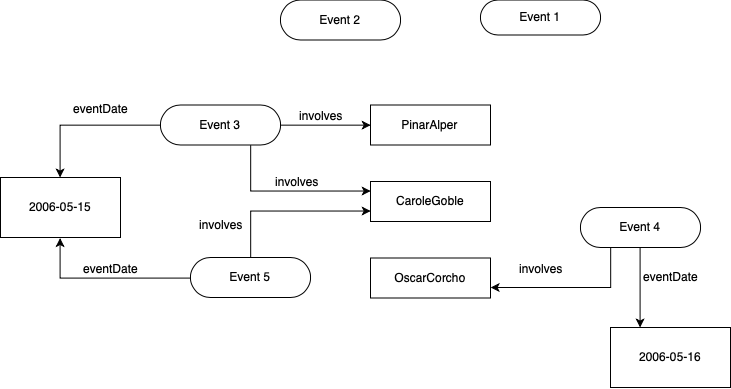 Event 2
Event 1
eventDate
Event 3
involves
PinarAlper
involves
CaroleGoble
2006-05-15
involves
Event 4
eventDate
Event 5
OscarCorcho
involves
eventDate
2006-05-16